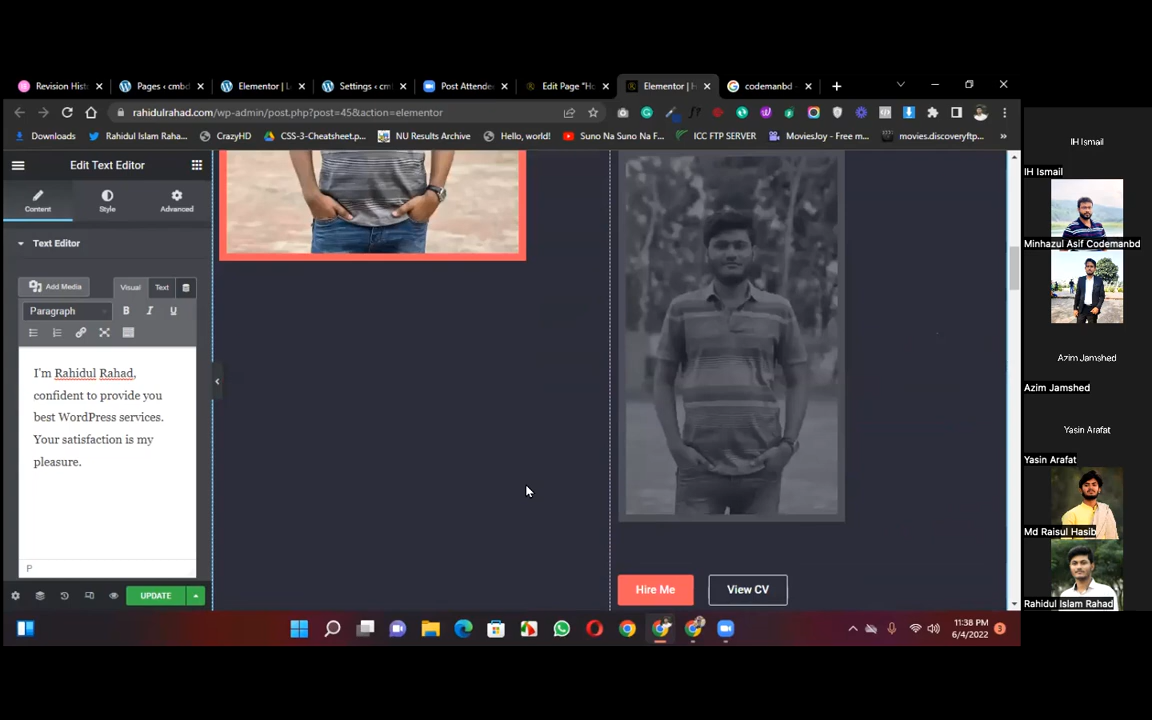 Revision Hist
Pages ‹ cmbd
Elementor | L
Settings ‹ cmb
Post Attende
Edit Page "Ho
Elementor | H
codemanbd -
rahidulrahad.com/wp-admin/post.php?post=45&action=elementor
Downloads
Rahidul Islam Raha...
CrazyHD
CSS-3-Cheatsheet.p...
NU Results Archive
Hello, world!
Suno Na Suno Na F...
ICC FTP SERVER
MoviesJoy - Free m...
movies.discoveryftp...
Edit Text Editor
Content
Style
Advanced
Text Editor
Add Media
Visual
Text
Paragraph
B
I
U
I'm Rahidul Rahad,
confident to provide you
best WordPress services.
Your satisfaction is my
pleasure.
P
UPDATE
Hire Me
View CV
11:38 PM
6/4/2022
3
IH Ismail
IH Ismail
Minhazul Asif Codemanbd
Azim Jamshed
Azim Jamshed
Yasin Arafat
Yasin Arafat
Md Raisul Hasib
Rahidul Islam Rahad